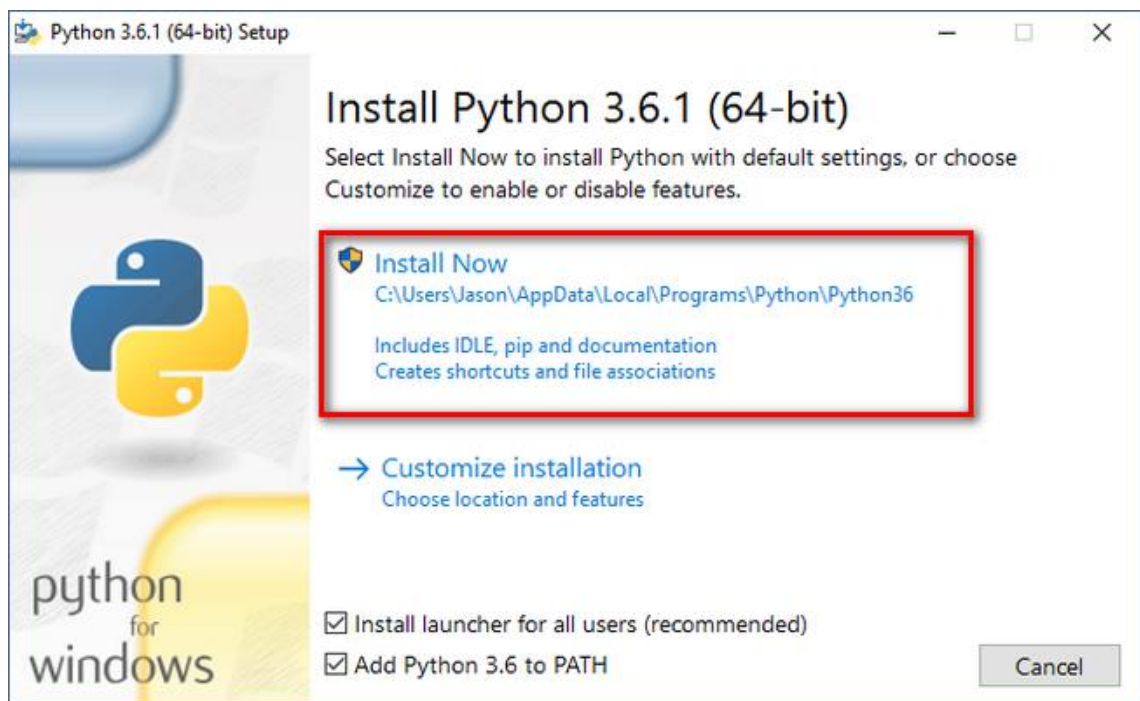 Python 3.6.1 (64-bit) Setup
Install Python 3.6.1 (64-bit)
Select Install Now to install Python with default settings, or choose
Customize to enable or disable features.
Install Now
C:\Users\Jason\AppData\Local\Programs\Python\Python36
Includes IDLE, pip and documentation
Creates shortcuts and file associations
Customize installation
Choose location and features
python
for
windows
Install launcher for all users (recommended)
Add Python 3.6 to PATH
Cancel